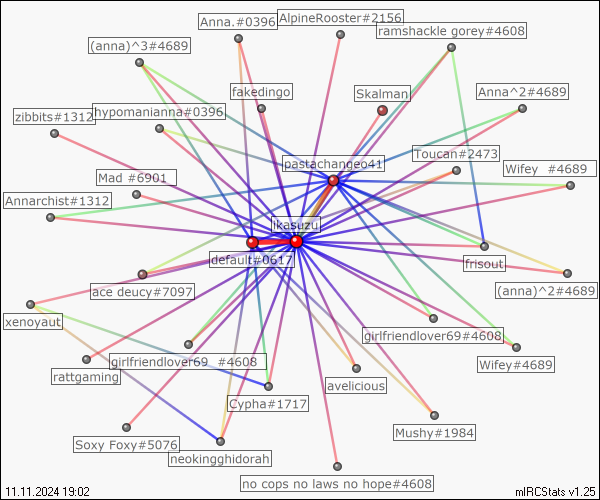 Anna.#0396
AlpineRooster#2156
ramshackle gorey#4608
(anna)^3#4689
fakedingo
Skalman
Anna^2#4689
zibbits#1312
hypomanianna#0396
pastachangeo41
Toucan#2473
Wifey_#4689
Mad_#6901
Annarchist#1312
ikasuzu
default#0617
frisout
ace deucy#7097
(anna)^2#4689
xenoyaut
girlfriendlover69#4608
girlfriendlover69_#4608
Wifey#4689
rattgaming
avelicious
Cypha#1717
Mushy#1984
Soxy Foxy#5076
neokingghidorah
no cops no laws no hope#4608
11.11.2024 19:02
mIRCStats v1.25